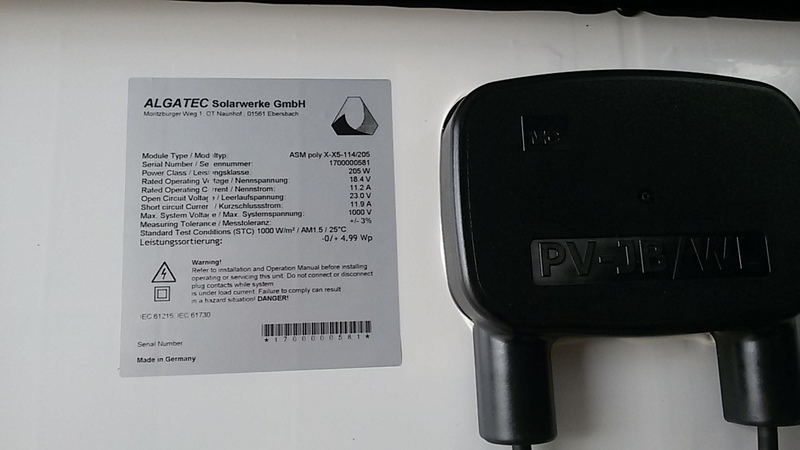 ALGATEC Solarwerke GmbH
Moritzburger Weg 1. OT Naunhof, 01561 Ebersbach
Module Type / Modultyp: ASM poly X-X5-114/205
Serial Number / Seriennummer: 1700000581
Power Class / Leistungsklasse: 205 W
Rated Operating Voltage / Nennspannung: 18.4 V
Rated Operating Current / Nennstrom: 11.2 A
Open Circuit Voltage / Leerlaufspannung: 23.0 V
Short circuit Current / Kurzschlussstrom: 11.9 A
Max. System Voltage / Max. Systemspannung: 1000 V
Measuring Tolerance / Messtoleranz: +/- 3%
Standard Test Conditions (STC) 1000 W/m² / AM1.5 / 25°C
Leistungssortierung: -0/+ 4.99 Wp
Warning!
Refer to installation and Operation Manual before installing
operating or servicing this unit. Do not connect or disconnect
plug contacts while system
is under load current. Failure to comply can result
in a hazard situation! DANGER!
IEC 61215 IEC 61730
Serial Number
*1700000581*
Made in Germany
MC
PV-JB/WL